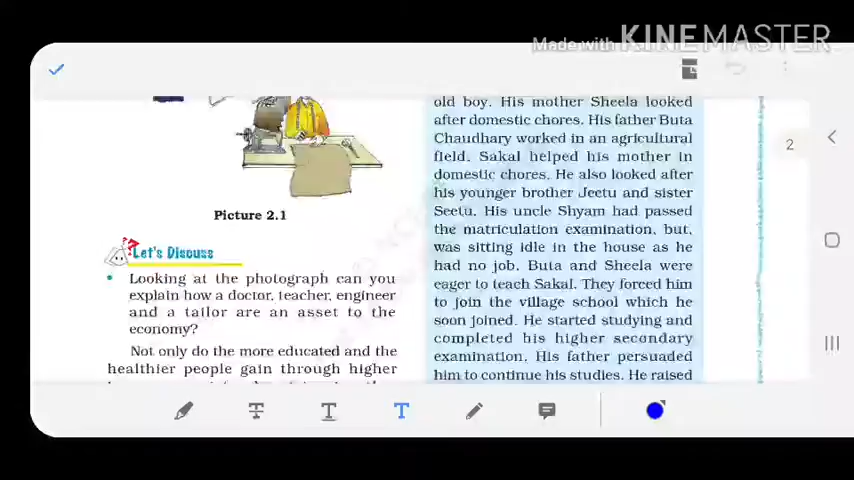 Made with KINEMASTER
2
Picture 2.1
Let's Discuss
• Looking at the photograph can you
explain how a doctor, teacher, engineer
and a tailor are an asset to the
economy?
Not only do the more educated and the
healthier people gain through higher
old boy. His mother Sheela looked
after domestic chores. His father Buta
Chaudhary worked in an agricultural
field. Sakal helped his mother in
domestic chores. He also looked after
his younger brother Jeetu and sister
Seetu. His uncle Shyam had passed
the matriculation examination, but,
was sitting idle in the house as he
had no job. Buta and Sheela were
eager to teach Sakal. They forced him
to join the village school which he
soon joined. He started studying and
completed his higher secondary
examination. His father persuaded
him to continue his studies. He raised
T T T